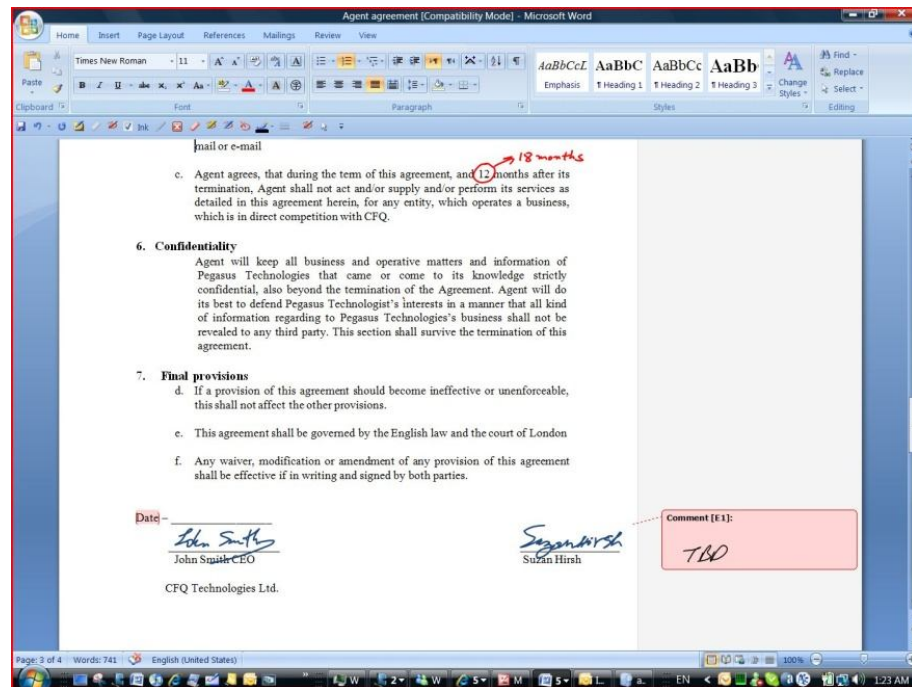 Agent agreement [Compatibility Mode] - Microsoft Word
Home Insert Page Layout References Mailings Review View
Times New Roman 11
Find
Replace
Select
Paste
B I U abc
AaBbCcL AaBbC AaBbCc AaBb
Emphasis ¶ Heading 1 ¶ Heading 2 ¶ Heading 3
Change Styles
Clipboard Font Paragraph Styles Editing
Ink
mail or e-mail
18 months
c. Agent agrees, that during the term of this agreement, and 12 months after its
termination, Agent shall not act and/or supply and/or perform its services as
detailed in this agreement herein, for any entity, which operates a business,
which is in direct competition with CFQ.
6. Confidentiality
Agent will keep all business and operative matters and information of
Pegasus Technologies that came or come to its knowledge strictly
confidential, also beyond the termination of the Agreement. Agent will do
its best to defend Pegasus Technologist's interests in a manner that all kind
of information regarding to Pegasus Technologies's business shall not be
revealed to any third party. This section shall survive the termination of this
agreement.
7. Final provisions
d. If a provision of this agreement should become ineffective or unenforceable,
this shall not affect the other provisions.
e. This agreement shall be governed by the English law and the court of London
f. Any waiver, modification or amendment of any provision of this agreement
shall be effective if in writing and signed by both parties.
Date –
Comment [E1]:
TBD
John Smith Suzan Hirsh
John Smith CEO Suzan Hirsh
CFQ Technologies Ltd.
Page: 3 of 4 Words: 741 English (United States) 100%
W 2 W 5 M 5 L a. EN 1:23 AM